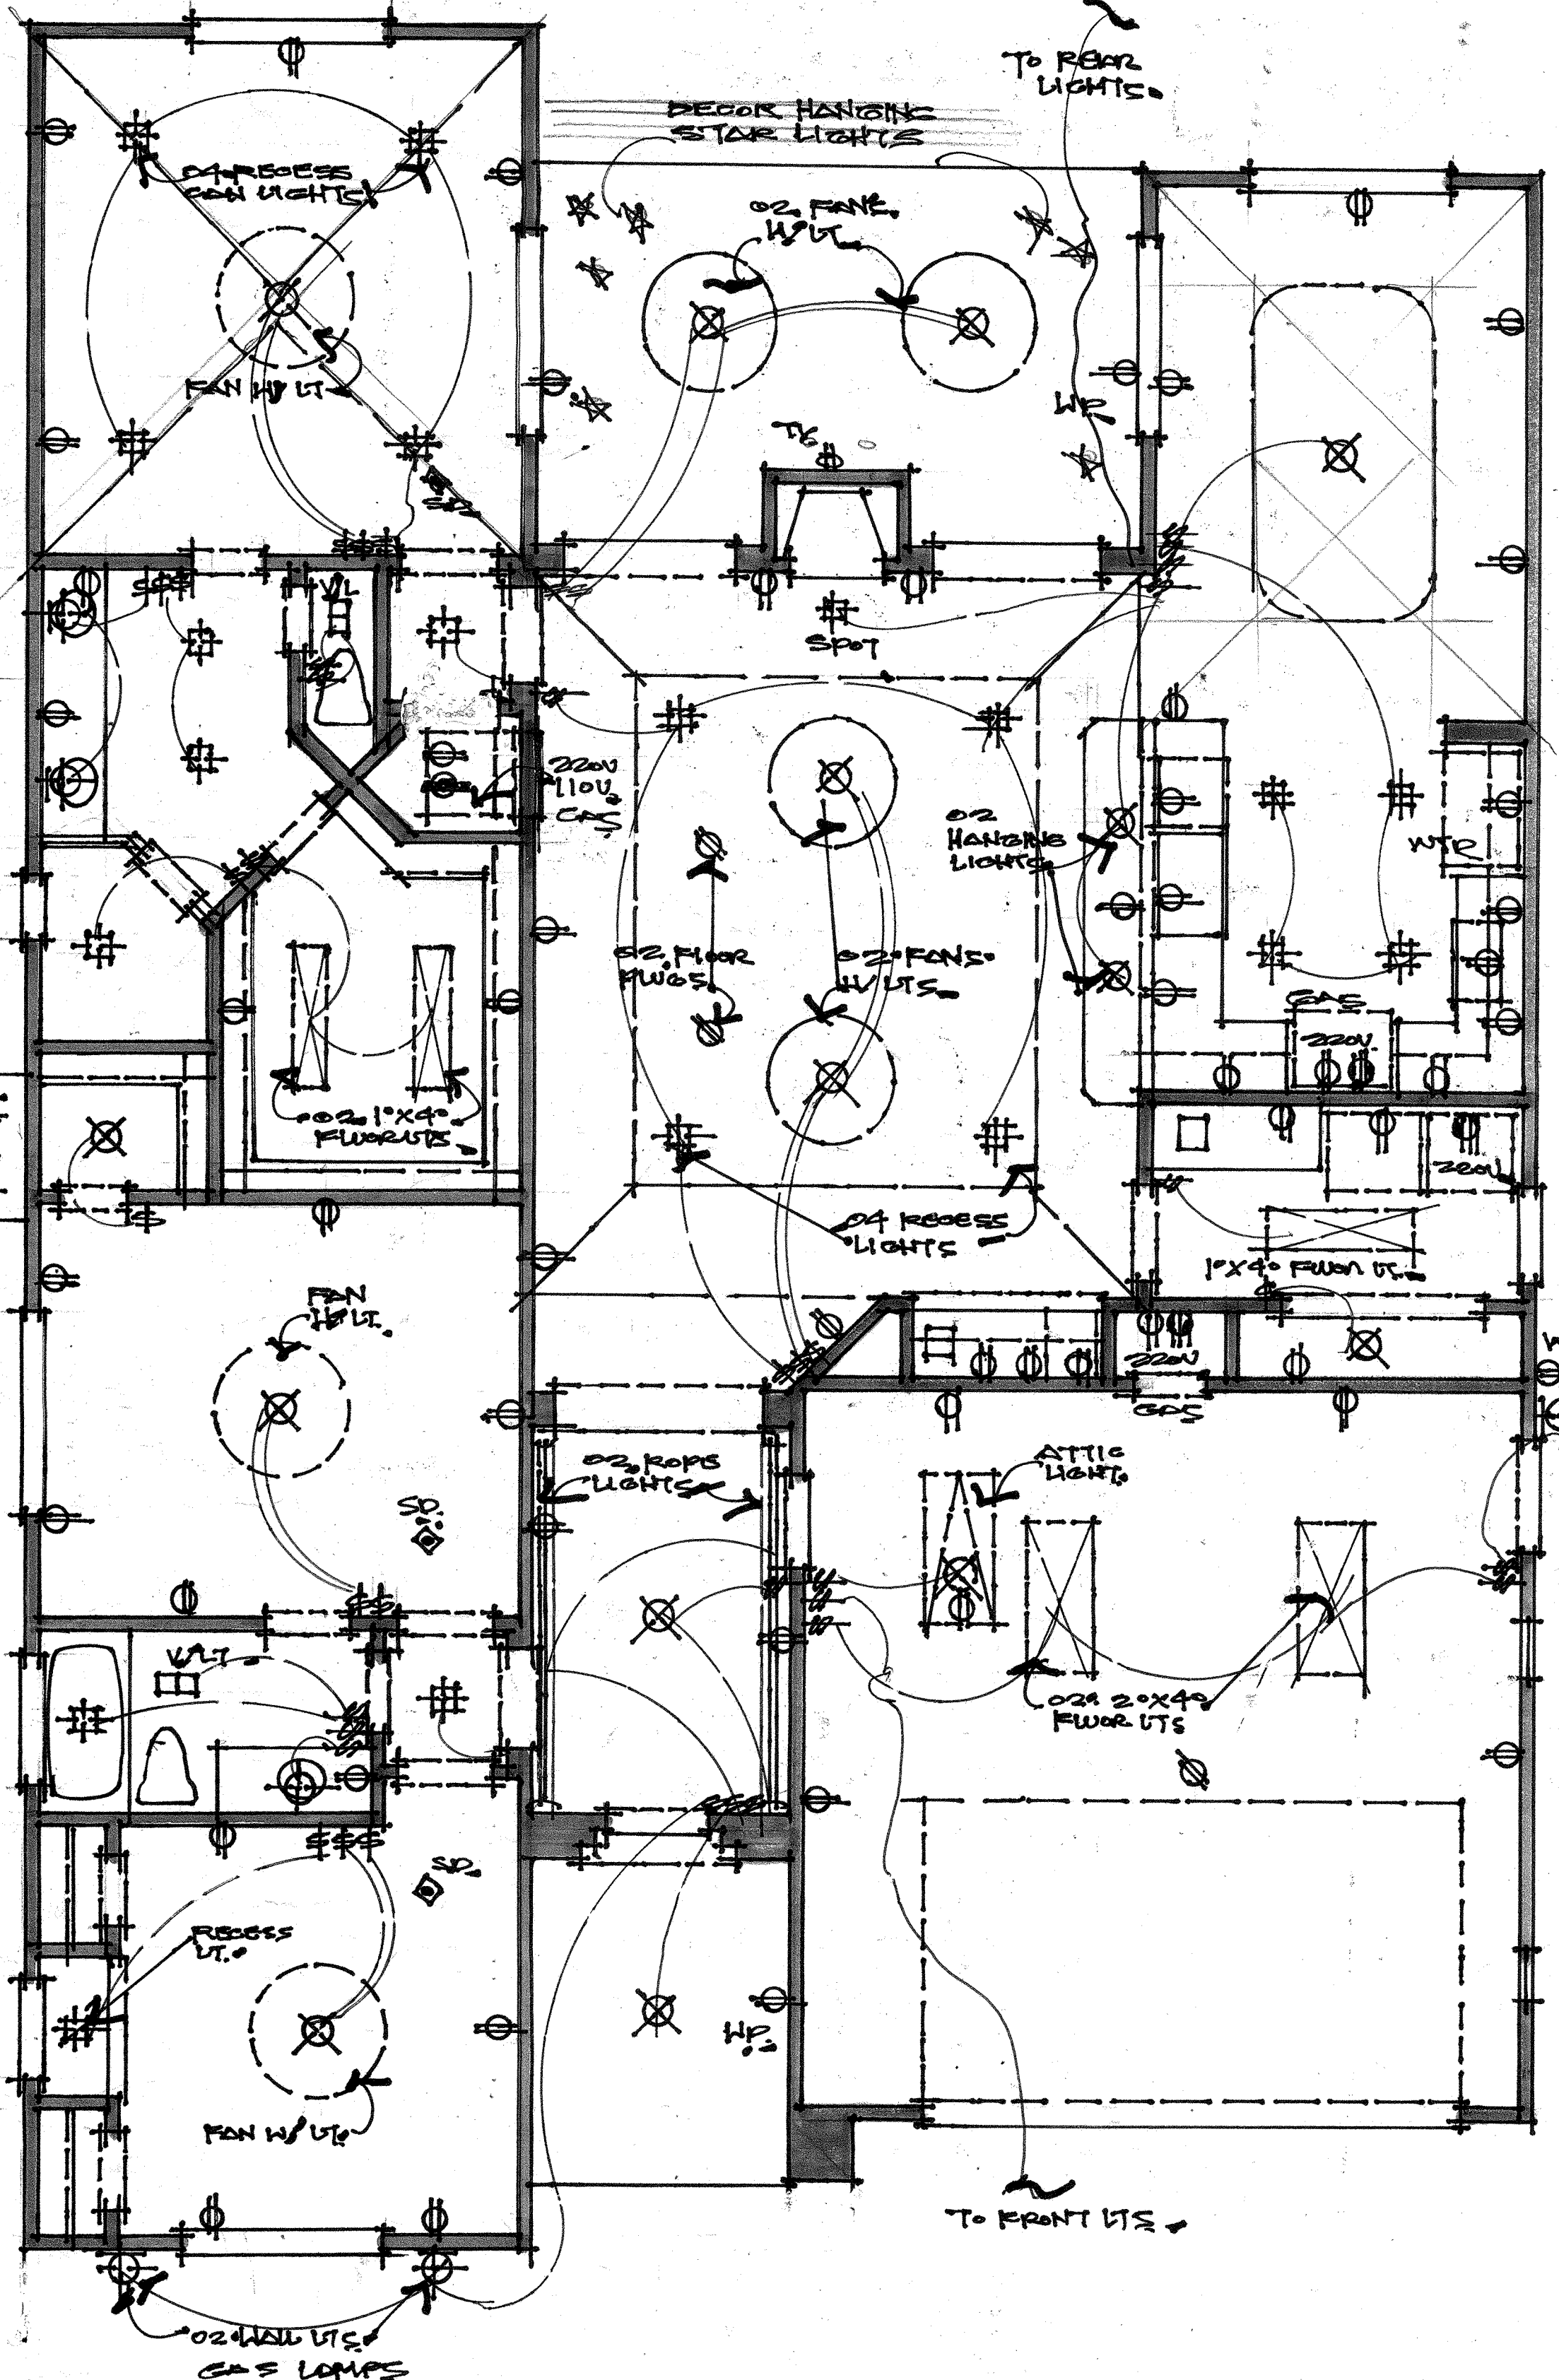 TO REAR
LIGHTS.
DECOR HANGING
STAR LIGHTS
04.RECESS
CAN LIGHTS.
02. FANS.
W/ LT.
FAN W/ LT.
WP.
TV.
SD.
$$$
$$$
V/L
SPOT
220V
110V.
GAS
02
HANGING
LIGHTS.
WTR
02. FLOOR
PLUGS.
02. FANS.
W/ LTS.
GAS
220V.
02. 1°X4°
FLUOR LTS.
220V.
04 RECESS
LIGHTS
1°X4° FLUOR LT.
$
FAN
W/ LT.
220V
GAS
02. ROPE
LIGHTS
ATTIC
LIGHT.
SD.
$$
V/LT.
02. 2°X4°
FLUOR LTS
$$$
SD.
RECESS
LT.
WP.
FAN W/ LT.
TO FRONT LTS.
02. WALL LTS.
GAS LAMPS